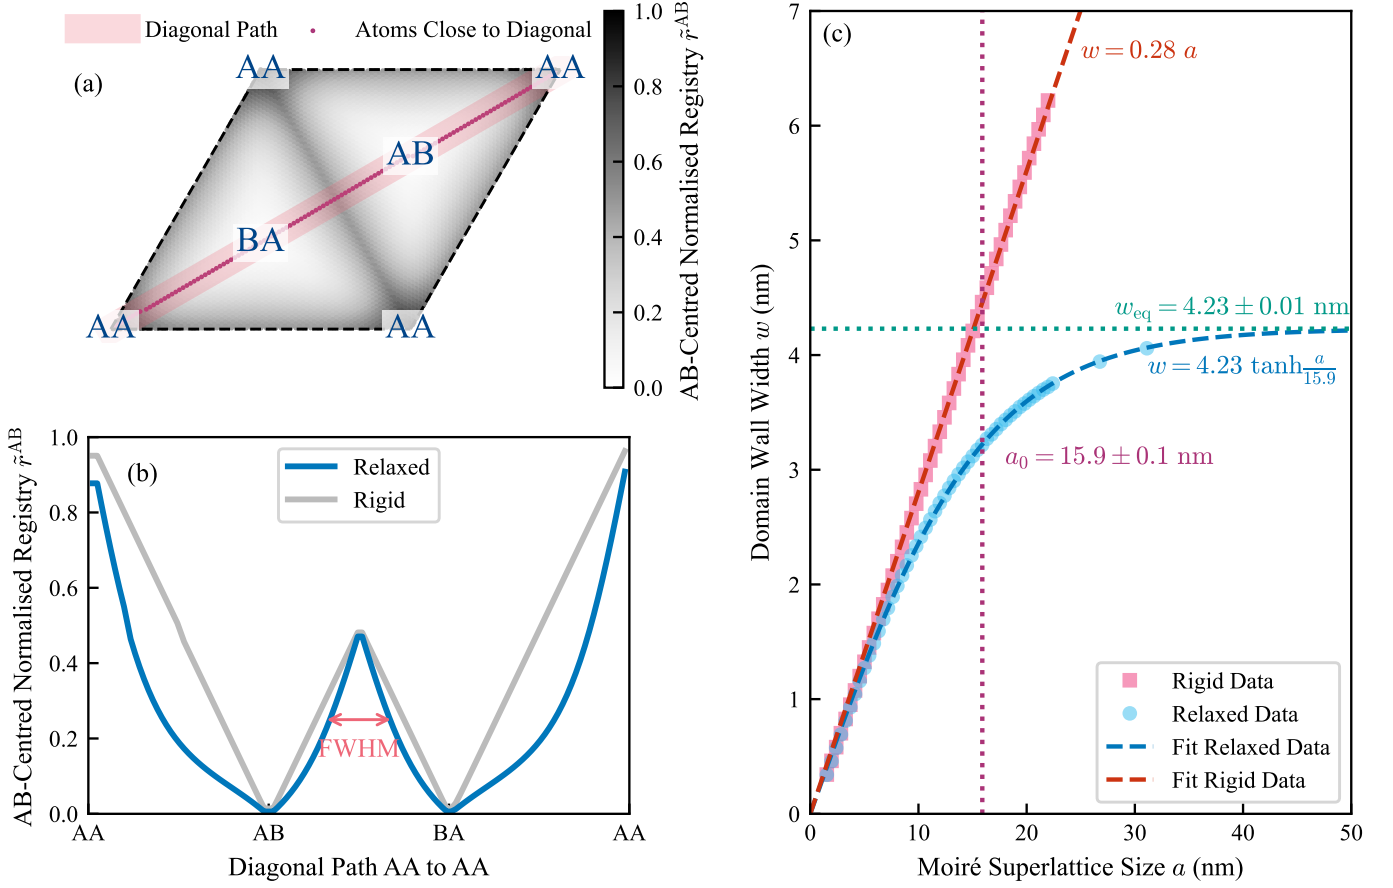 Diagonal Path
Atoms Close to Diagonal
(a)
AA
AA
AB
BA
AA
AA
1.0
0.8
0.6
0.4
0.2
0.0
AB-Centred Normalised Registry r̃^AB
(b)
1.0
0.8
0.6
0.4
0.2
0.0
AB-Centred Normalised Registry r̃^AB
Relaxed
Rigid
FWHM
AA
AB
BA
AA
Diagonal Path AA to AA
(c)
7
6
5
4
3
2
1
0
Domain Wall Width w (nm)
w = 0.28 a
w_eq = 4.23 ± 0.01 nm
w = 4.23 tanh a/15.9
a_0 = 15.9 ± 0.1 nm
Rigid Data
Relaxed Data
Fit Relaxed Data
Fit Rigid Data
0
10
20
30
40
50
Moiré Superlattice Size a (nm)